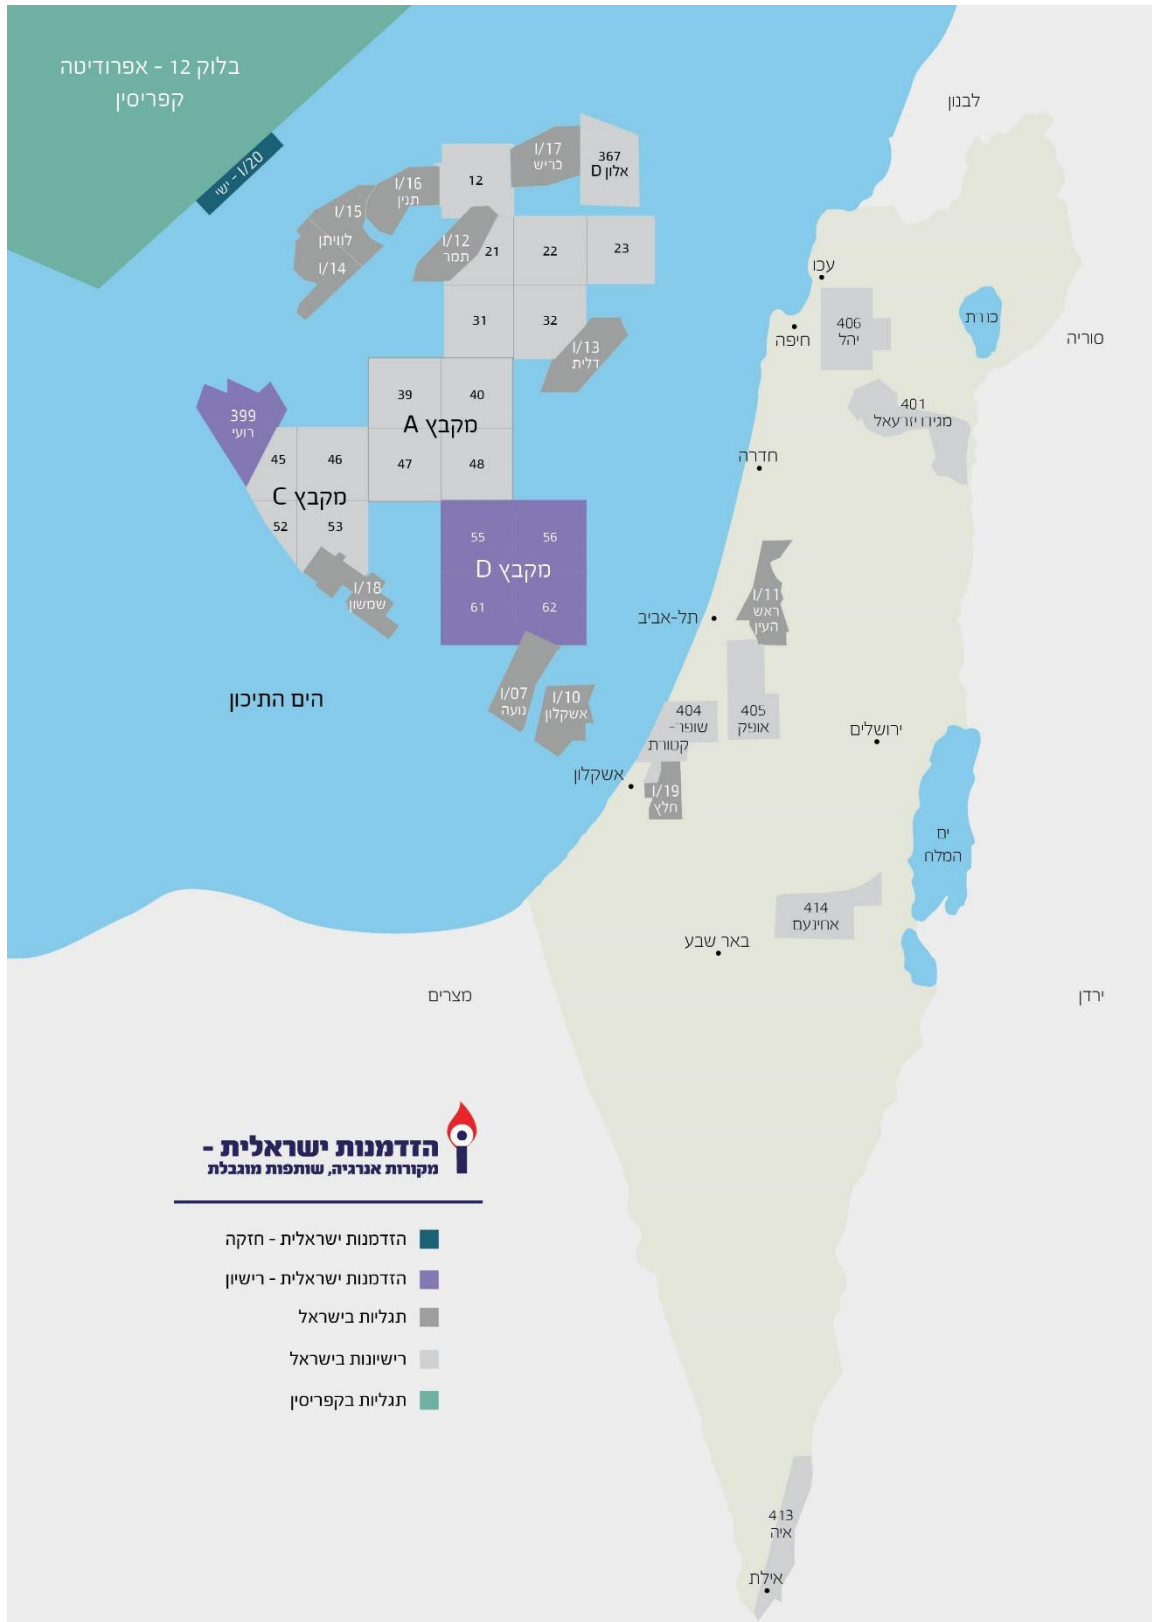 בלוק 12 - אפרודיטה
קפריסין
לבנון
I/20 - ישי
I/17
כריש
367
אלון D
I/16
תנין
12
I/15
לוויתן
I/14
I/12
תמר
21
22
23
עכו
31
32
406
יהל
חיפה
כנרת
סוריה
I/13
דלית
399
רועי
39
40
מקבץ A
47
48
401
מגידו יזרעאל
45
46
מקבץ C
52
53
חדרה
55
56
מקבץ D
61
62
I/18
שמשון
I/11
ראש
העין
תל-אביב
הים התיכון
I/07
נועה
I/10
אשקלון
404
שופר-
קטורת
405
אופק
ירושלים
אשקלון
I/19
חלץ
ים
המלח
414
אחינעם
באר שבע
מצרים
ירדן
הזדמנות ישראלית -
מקורות אנרגיה, שותפות מוגבלת
הזדמנות ישראלית - חזקה
הזדמנות ישראלית - רישיון
תגליות בישראל
רישיונות בישראל
תגליות בקפריסין
413
איה
אילת